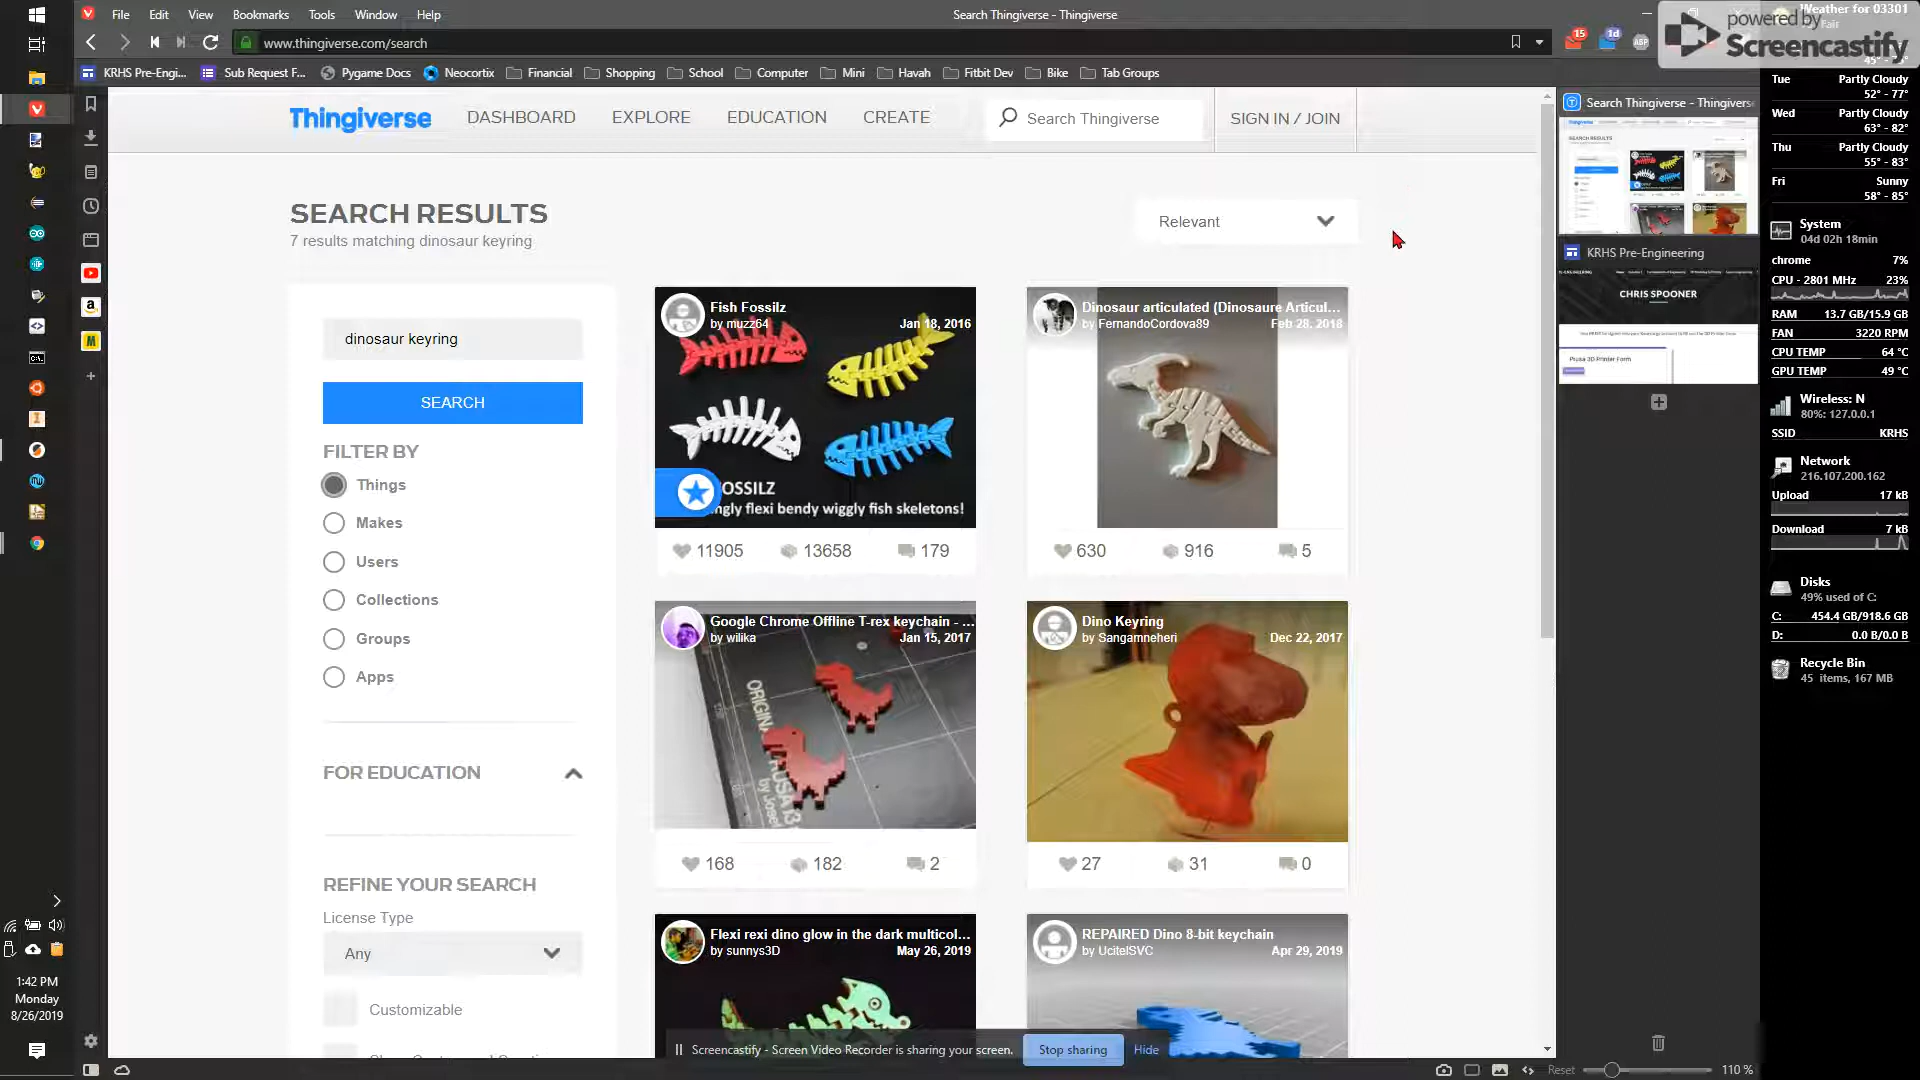 File Edit View Bookmarks Tools Window Help
Search Thingiverse - Thingiverse
Weather for 03301
Fair
powered by
Screencastify
www.thingiverse.com/search
15
1d
ABP
KRHS Pre-Engi... Sub Request F... Pygame Docs Neocortix Financial Shopping School Computer Mini Havah Fitbit Dev Bike Tab Groups
Thingiverse
DASHBOARD EXPLORE EDUCATION CREATE
Search Thingiverse
SIGN IN / JOIN
SEARCH RESULTS
7 results matching dinosaur keyring
Relevant
dinosaur keyring
SEARCH
FILTER BY
Things
Makes
Users
Collections
Groups
Apps
FOR EDUCATION
REFINE YOUR SEARCH
License Type
Any
Customizable
Fish Fossilz
by muzz64
Jan 18, 2016
OSSILZ
ngly flexi bendy wiggly fish skeletons!
11905 13658 179
Dinosaur articulated (Dinosaure Articul...
by FernandoCordova89
Feb 28, 2018
630 916 5
Google Chrome Offline T-rex keychain - ...
by wilika
Jan 15, 2017
168 182 2
Dino Keyring
by Sangamneheri
Dec 22, 2017
27 31 0
Flexi rexi dino glow in the dark multicol...
by sunnys3D
May 26, 2019
REPAIRED Dino 8-bit keychain
by UcitelSVC
Apr 29, 2019
Screencastify - Screen Video Recorder is sharing your screen.
Stop sharing
Hide
Search Thingiverse - Thingivers
KRHS Pre-Engineering
CHRIS SPOONER
Prusa 3D Printer Form
Tue Partly Cloudy
52° - 77°
Wed Partly Cloudy
63° - 82°
Thu Partly Cloudy
55° - 83°
Fri Sunny
58° - 85°
System
04d 02h 18min
chrome 7%
CPU - 2801 MHz 23%
RAM 13.7 GB/15.9 GB
FAN 3220 RPM
CPU TEMP 64 °C
GPU TEMP 49 °C
Wireless: N
80%: 127.0.0.1
SSID KRHS
Network
216.107.200.162
Upload 17 kB
Download 7 kB
Disks
49% used of C:
C: 454.4 GB/918.6 GB
D: 0.0 B/0.0 B
Recycle Bin
45 items, 167 MB
1:42 PM
Monday
8/26/2019
Reset
110 %